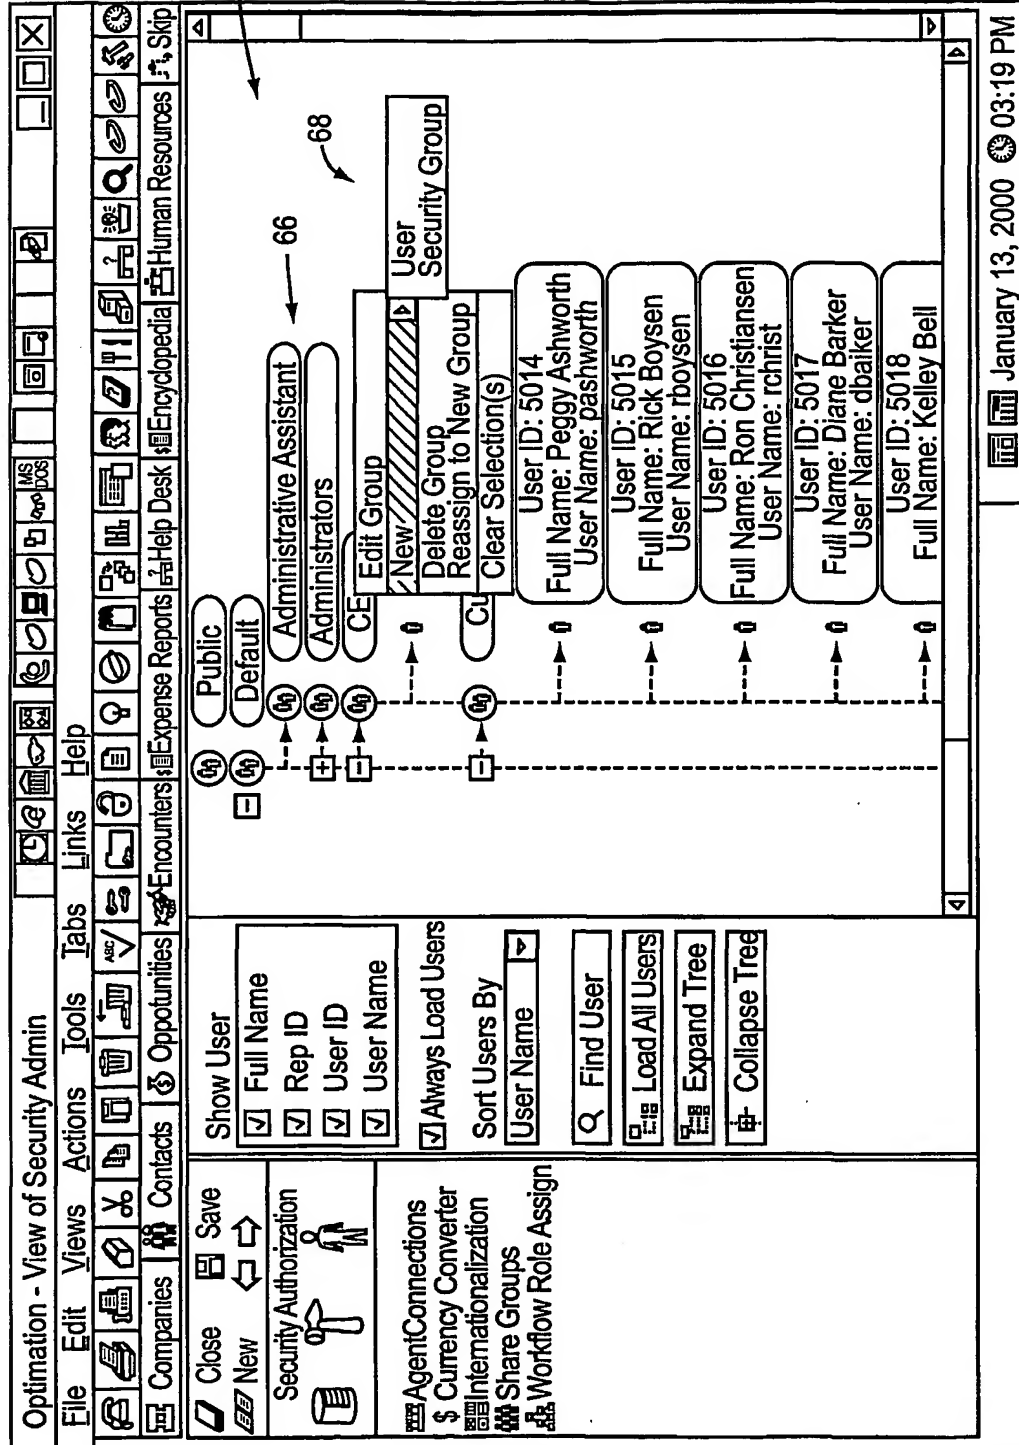 Optimation - View of Security Admin
MS
DOS
File Edit Views Actions Tools Tabs Links Help
ABC
Companies Contacts Oppotunities Encounters Expense Reports Help Desk Encyclopedia Human Resources Skip
Close Save
New
Security Authorization
AgentConnections
$ Currency Converter
Internationalization
Share Groups
Workflow Role Assign
Show User
Full Name
Rep ID
User ID
User Name
Always Load Users
Sort Users By
User Name
Find User
Load All Users
Expand Tree
Collapse Tree
Public
Default
Administrative Assistant
66
Administrators
CE
Edit Group
New
Delete Group
Reassign to New Group
Clear Selection(s)
User
Security Group
68
Cu
User ID: 5014
Full Name: Peggy Ashworth
User Name: pashworth
User ID: 5015
Full Name: Rick Boysen
User Name: rboysen
User ID: 5016
Full Name: Ron Christiansen
User Name: rchrist
User ID: 5017
Full Name: Diane Barker
User Name: dbaiker
User ID: 5018
Full Name: Kelley Bell
January 13, 2000 03:19 PM